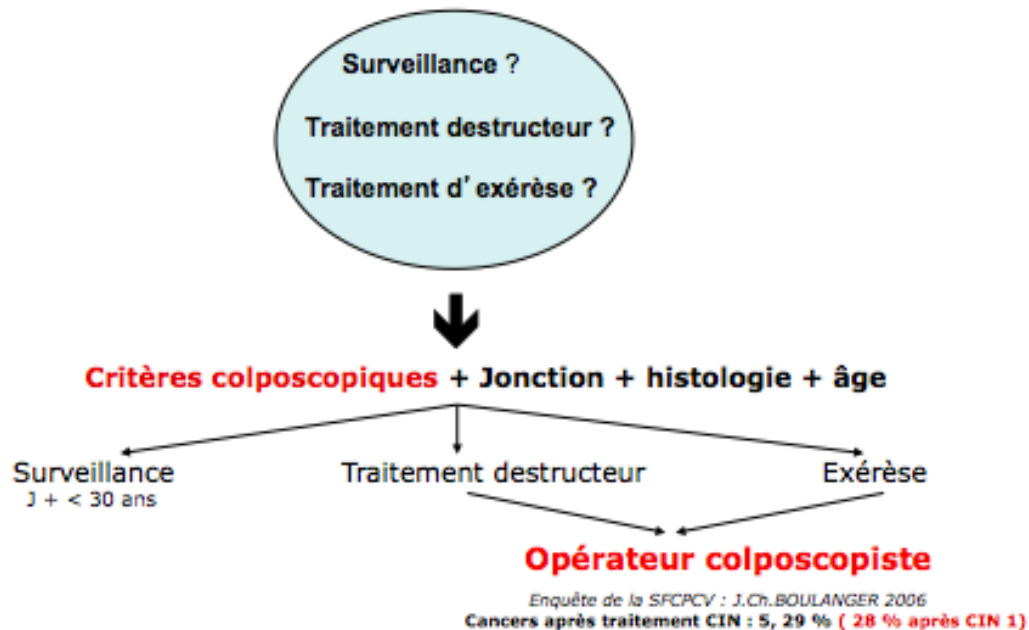 Surveillance ?
Traitement destructeur ?
Traitement d'exérèse ?
Critères colposcopiques + Jonction + histologie + âge
Surveillance
J + < 30 ans
Traitement destructeur
Exérèse
Opérateur colposcopiste
Enquête de la SFCPCV : J.Ch.BOULANGER 2006
Cancers après traitement CIN : 5, 29 % ( 28 % après CIN 1)